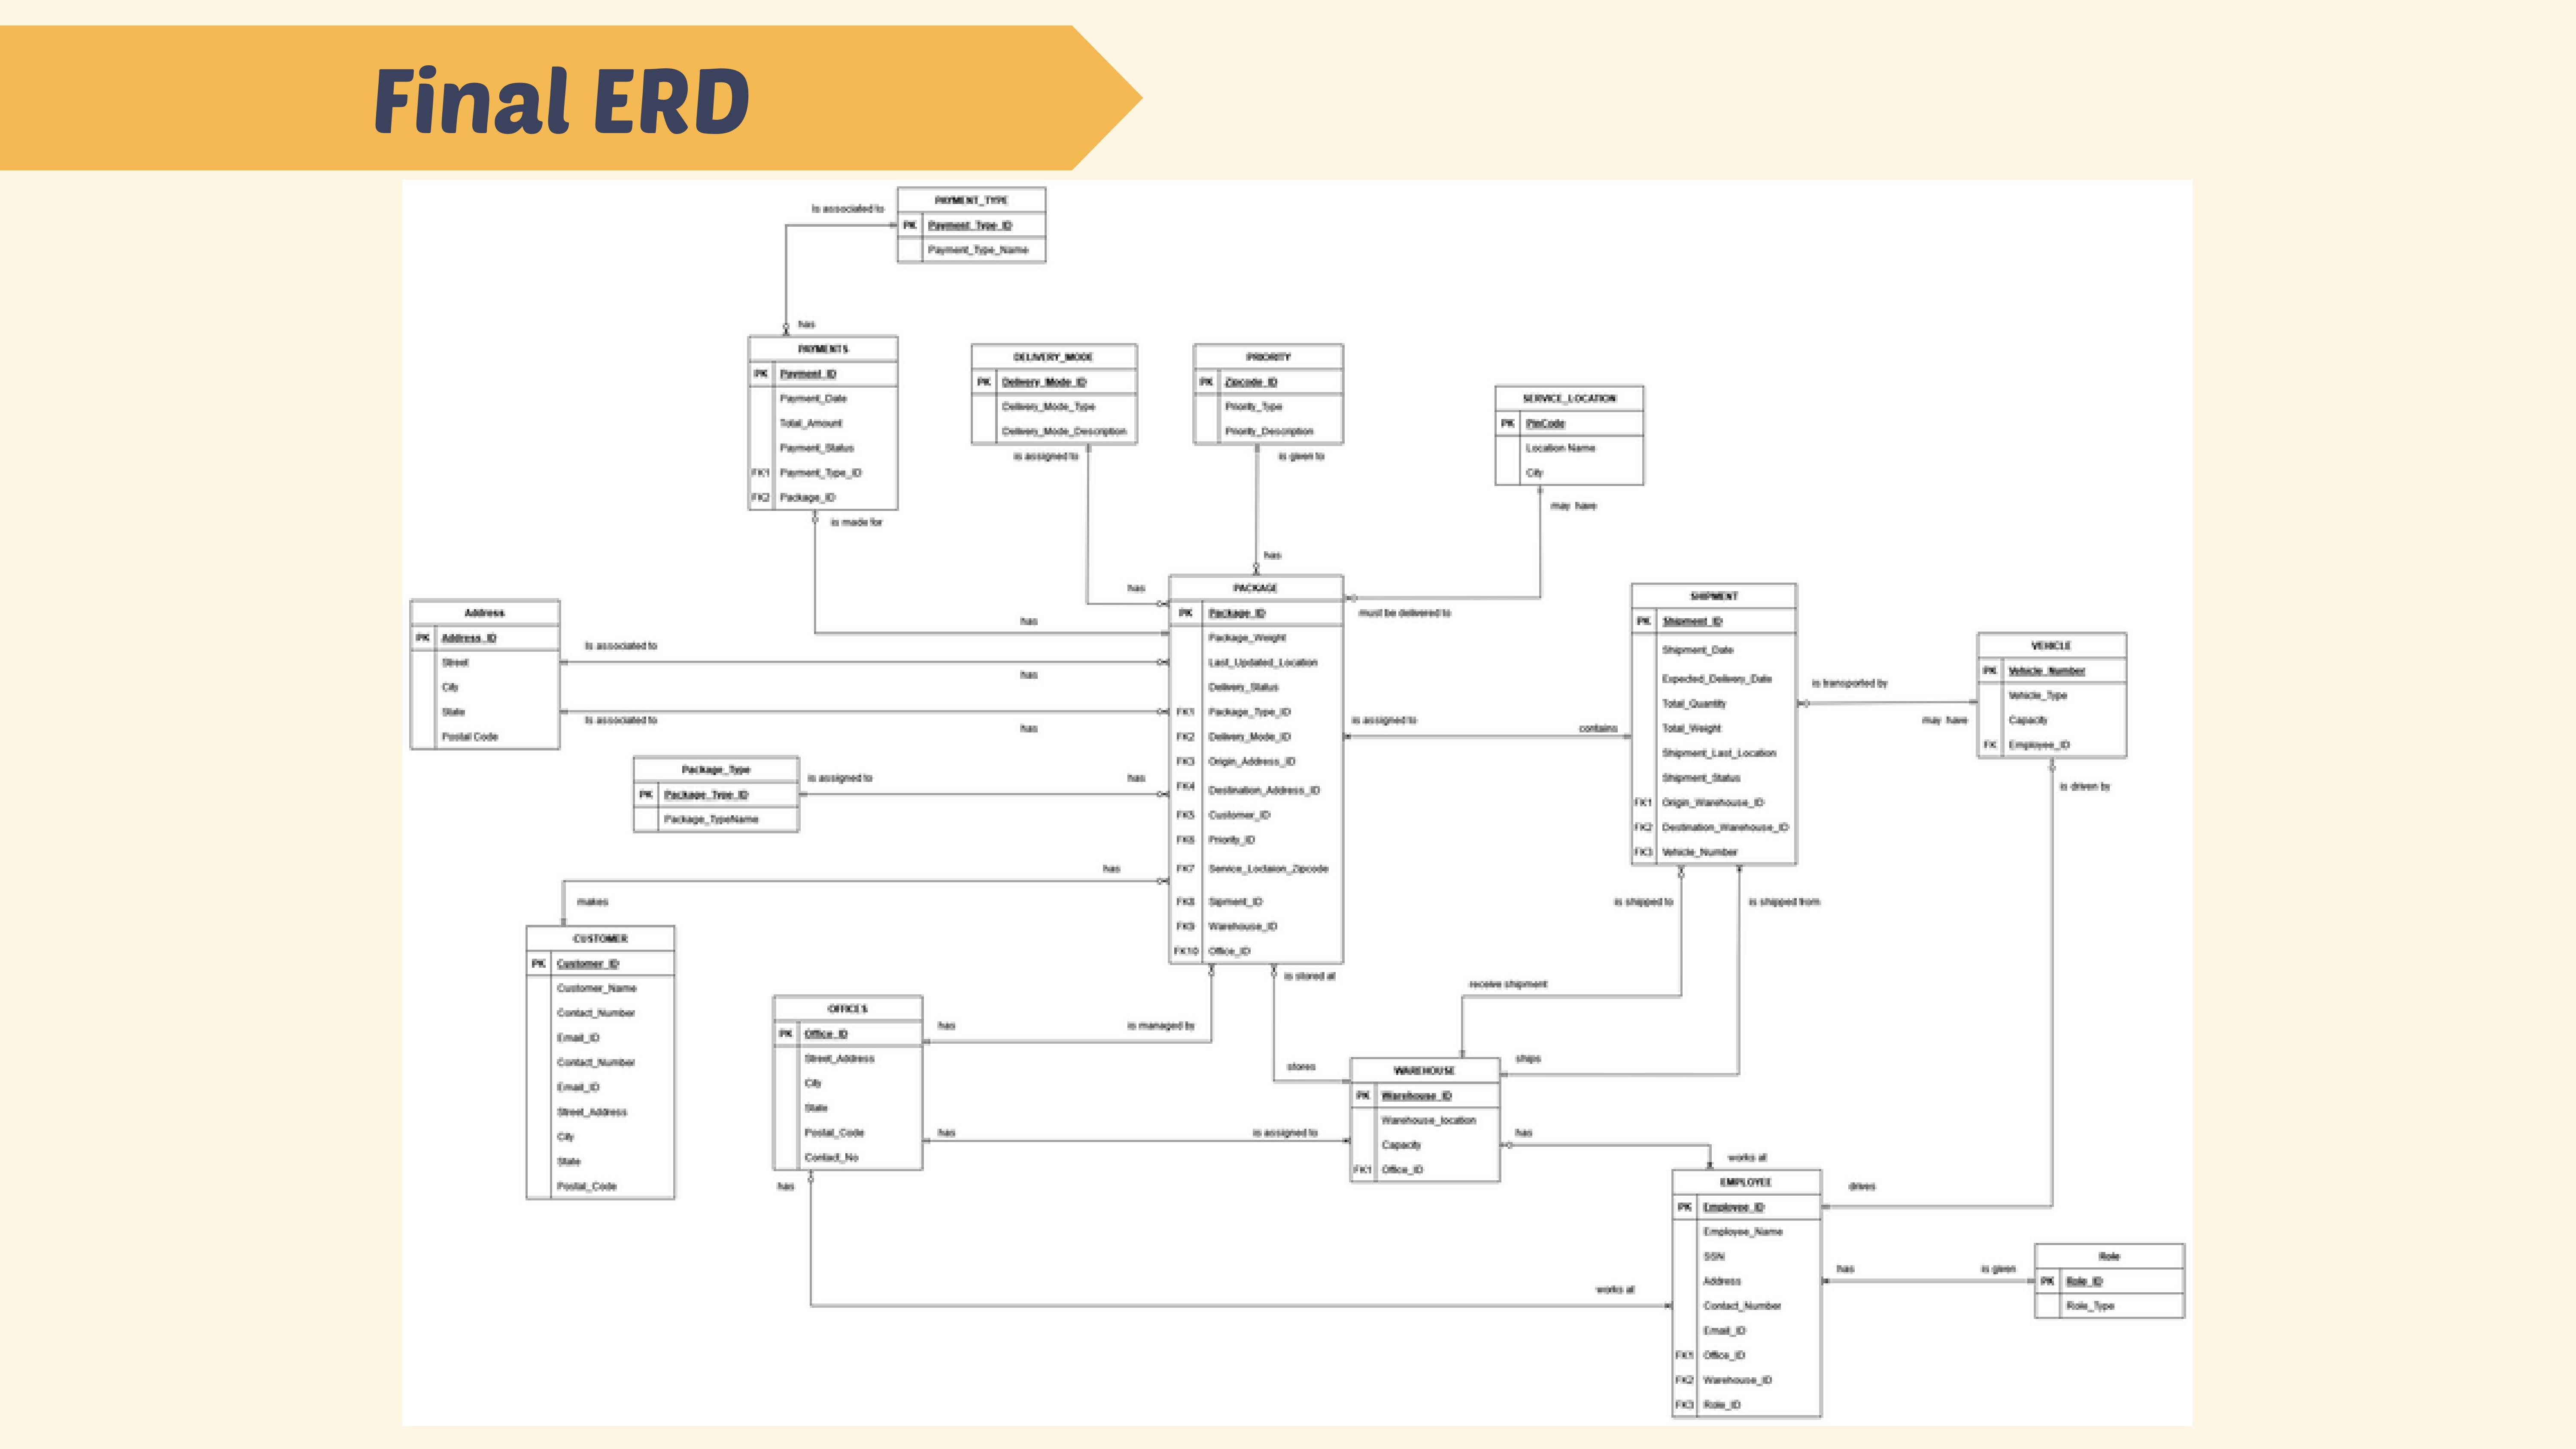 Final ERD
Is associated to
PAYMENT_TYPE
PK Payment_Type_ID
Payment_Type_Name
has
PAYMENTS
PK Payment_ID
Payment_Date
Total_Amount
Payment_Status
FK1 Payment_Type_ID
FK2 Package_ID
is made for
DELIVERY_MODE
PK Delivery_Mode_ID
Delivery_Mode_Type
Delivery_Mode_Description
is assigned to
PRIORITY
PK Zipcode_ID
Priority_Type
Priority_Description
is given to
SERVICE_LOCATION
PK PinCode
Location Name
City
may have
has
has
must be delivered to
has
Address
PK Address_ID
Street
City
State
Postal Code
Is associated to
has
Is associated to
has
PACKAGE
PK Package_ID
Package_Weight
Last_Updated_Location
Delivery_Status
FK1 Package_Type_ID
FK2 Delivery_Mode_ID
FK3 Origin_Address_ID
FK4 Destination_Address_ID
FK5 Customer_ID
FK6 Priority_ID
FK7 Service_Loctaion_Zipcode
FK8 Sipment_ID
FK9 Warehouse_ID
FK10 Office_ID
is assigned to
contains
SHIPMENT
PK Shipment_ID
Shipment_Date
Expected_Delivery_Date
Total_Quantity
Total_Weight
Shipment_Last_Location
Shipment_Status
FK1 Origin_Warehouse_ID
FK2 Destination_Warehouse_ID
FK3 Vehicle_Number
is transported by
may have
VEHICLE
PK Vehicle_Number
Vehicle_Type
Capacity
FK Employee_ID
is driven by
Package_Type
PK Package_Type_ID
Package_TypeName
is assigned to
has
has
makes
CUSTOMER
PK Customer_ID
Customer_Name
Contact_Number
Email_ID
Contact_Number
Email_ID
Street_Address
City
State
Postal_Code
is shipped to
is shipped from
is stored at
receive shipment
OFFICES
PK Office_ID
Street_Address
City
State
Postal_Code
Contact_No
has
is managed by
has
is assigned to
has
stores
ships
WAREHOUSE
PK Warehouse_ID
Warehouse_location
Capacity
FK1 Office_ID
has
works at
EMPLOYEE
PK Employee_ID
Employee_Name
SSN
Address
Contact_Number
Email_ID
FK1 Office_ID
FK2 Warehouse_ID
FK3 Role_ID
drives
has
is given
works at
Role
PK Role_ID
Role_Type